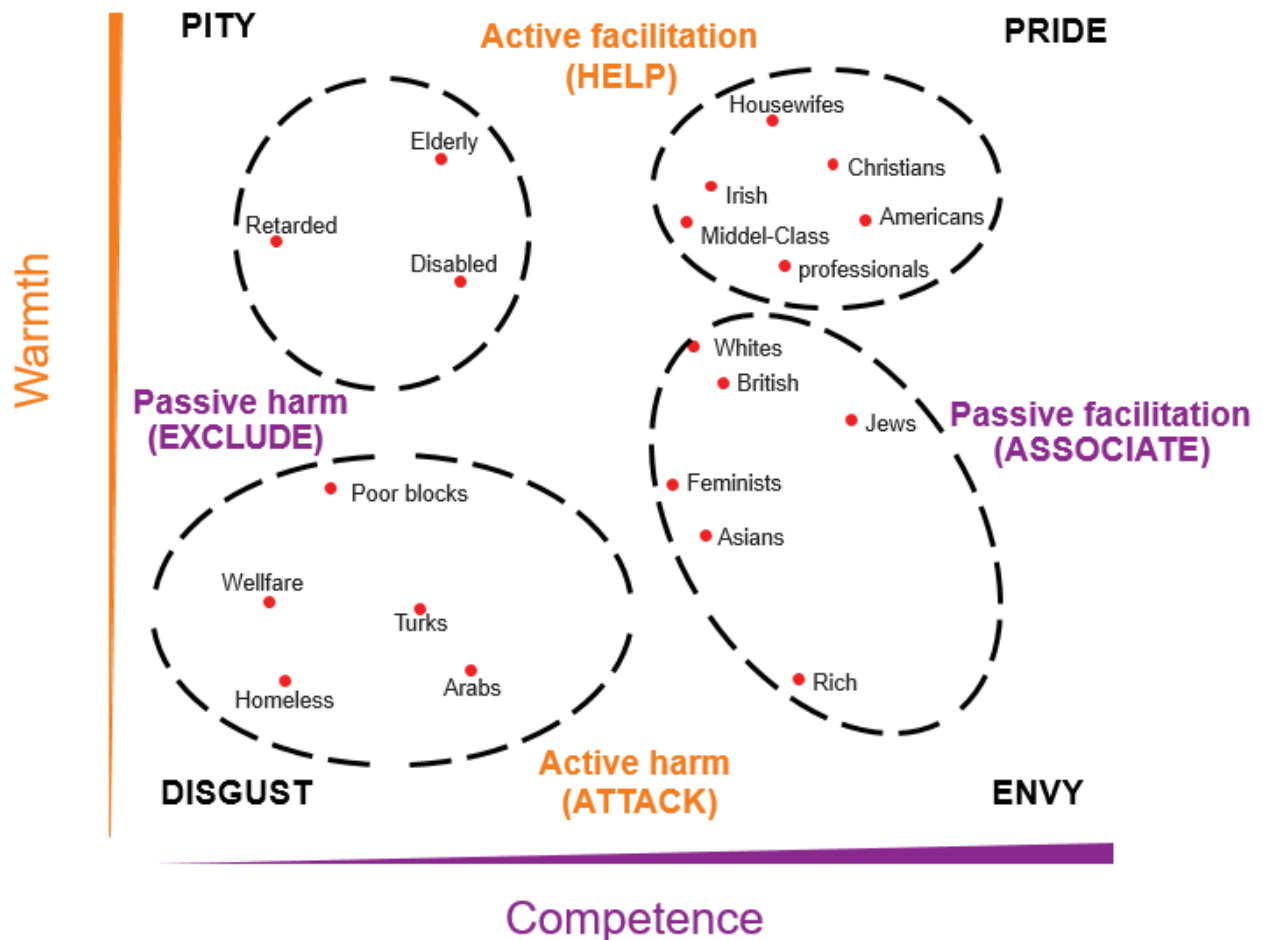 PITY
Active facilitation
(HELP)
PRIDE
Housewifes
Elderly
Christians
Irish
Retarded
Americans
Middel-Class
Disabled
professionals
Warmth
Whites
British
Passive harm
(EXCLUDE)
Jews
Passive facilitation
(ASSOCIATE)
Poor blocks
Feminists
Asians
Wellfare
Turks
Homeless
Arabs
Rich
Active harm
(ATTACK)
DISGUST
ENVY
Competence